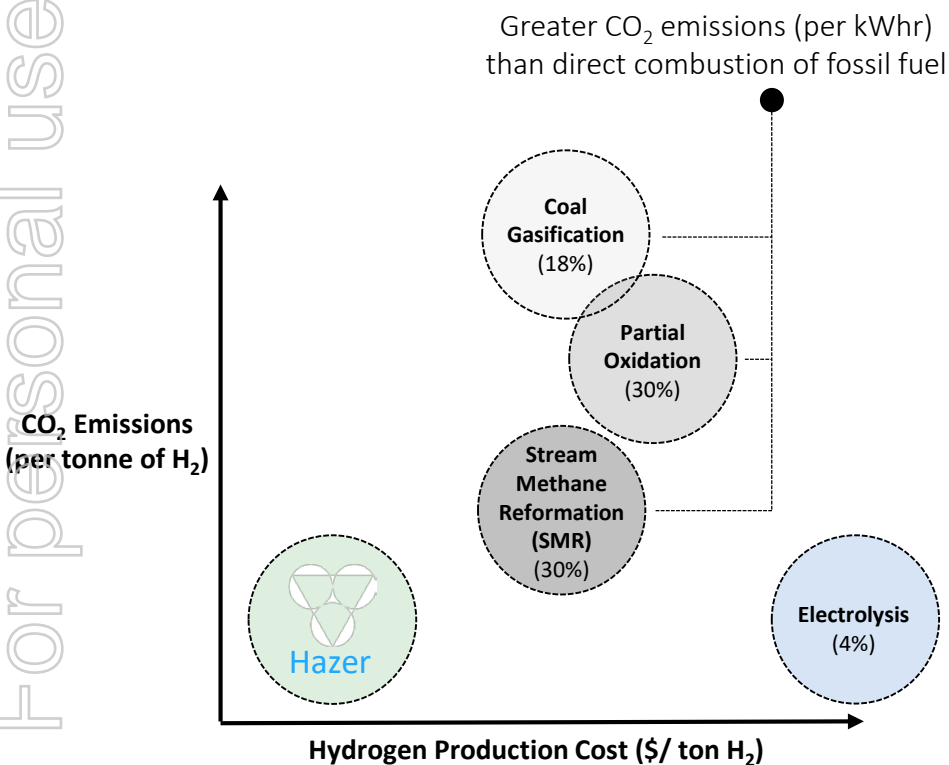 For personal use
Greater CO₂ emissions (per kWhr)
than direct combustion of fossil fuel
Coal
Gasification
(18%)
Partial
Oxidation
(30%)
CO₂ Emissions
(per tonne of H₂)
Stream
Methane
Reformation
(SMR)
(30%)
Hazer
Electrolysis
(4%)
Hydrogen Production Cost ($/ ton H₂)